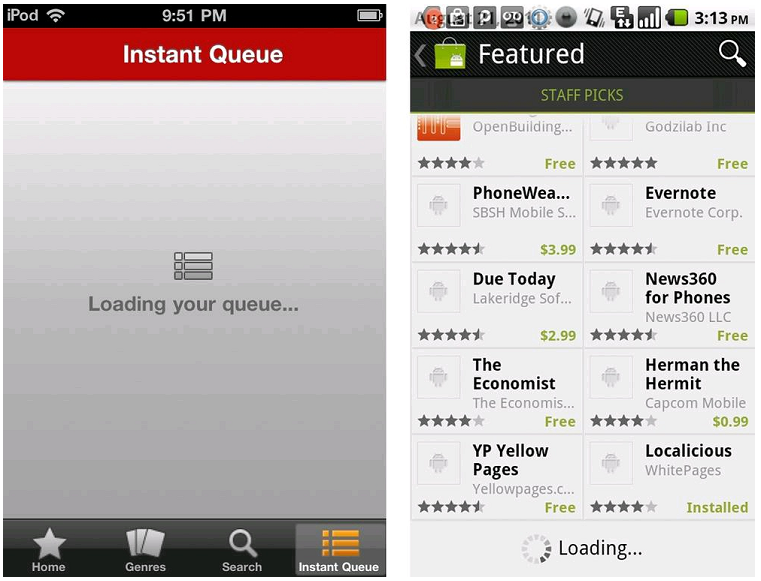 iPod 9:51 PM
Instant Queue
Loading your queue...
Home Genres Search Instant Queue
August 21, 2011 3:13 PM
Featured
STAFF PICKS
OpenBuilding...
Free
Godzilab Inc
Free
PhoneWea...
SBSH Mobile S...
$3.99
Evernote
Evernote Corp.
Free
Due Today
Lakeridge Sof...
$2.99
News360
for Phones
News360 LLC
Free
The
Economist
The Economis...
Free
Herman the
Hermit
Capcom Mobile
$0.99
YP Yellow
Pages
Yellowpages.c...
Free
Localicious
WhitePages
Installed
Loading...